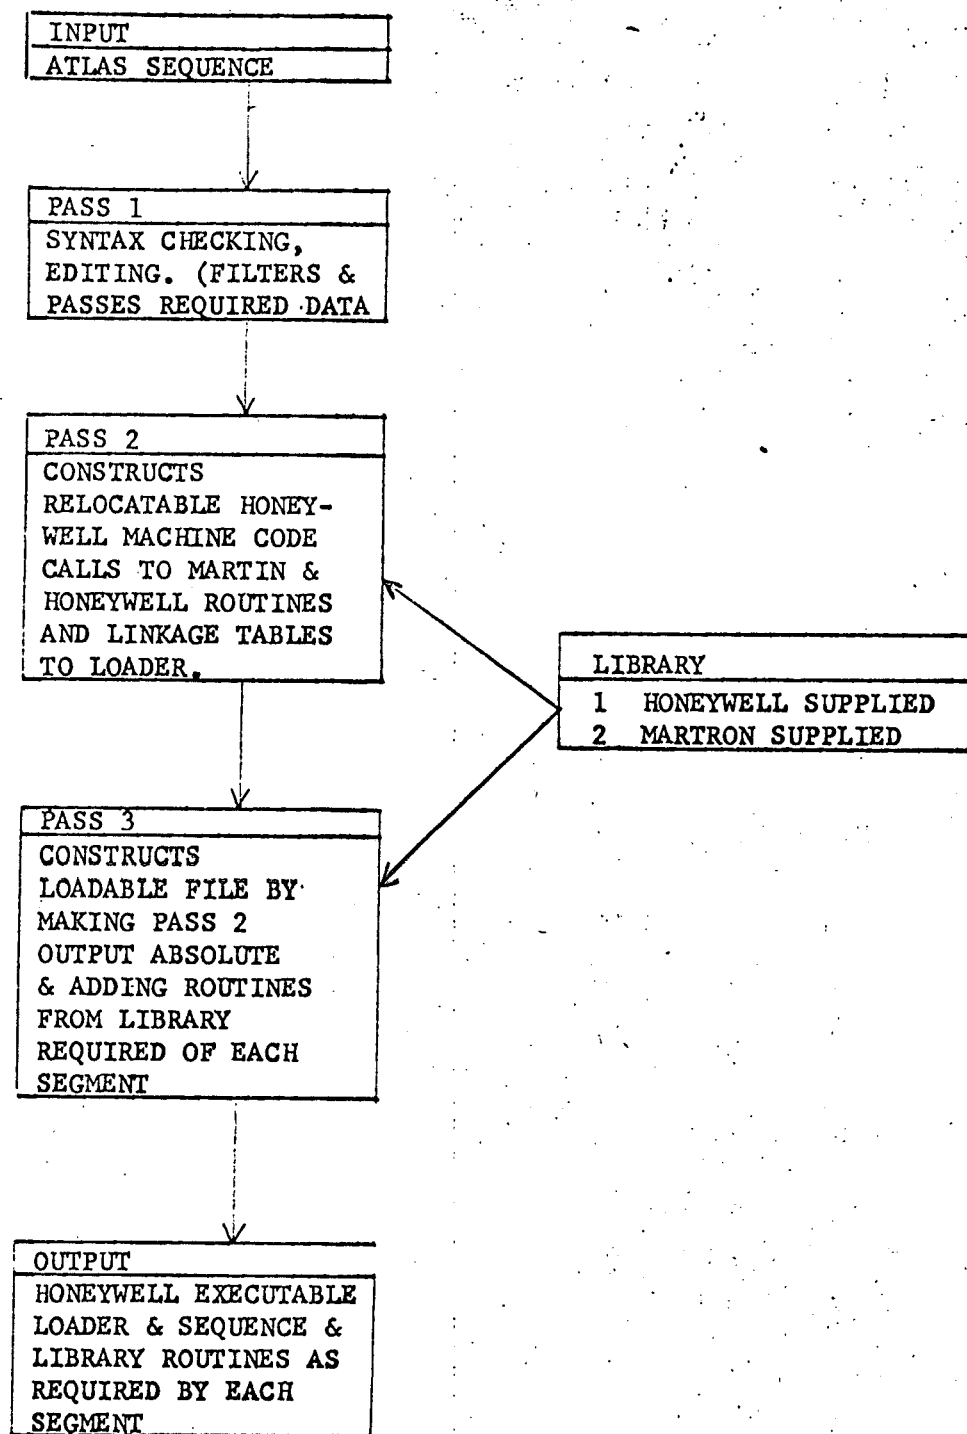 INPUT
ATLAS SEQUENCE
PASS 1
SYNTAX CHECKING,
EDITING. (FILTERS &
PASSES REQUIRED DATA
PASS 2
CONSTRUCTS
RELOCATABLE HONEY-
WELL MACHINE CODE
CALLS TO MARTIN &
HONEYWELL ROUTINES
AND LINKAGE TABLES
TO LOADER.
LIBRARY
1 HONEYWELL SUPPLIED
2 MARTRON SUPPLIED
PASS 3
CONSTRUCTS
LOADABLE FILE BY
MAKING PASS 2
OUTPUT ABSOLUTE
& ADDING ROUTINES
FROM LIBRARY
REQUIRED OF EACH
SEGMENT
OUTPUT
HONEYWELL EXECUTABLE
LOADER & SEQUENCE &
LIBRARY ROUTINES AS
REQUIRED BY EACH
SEGMENT